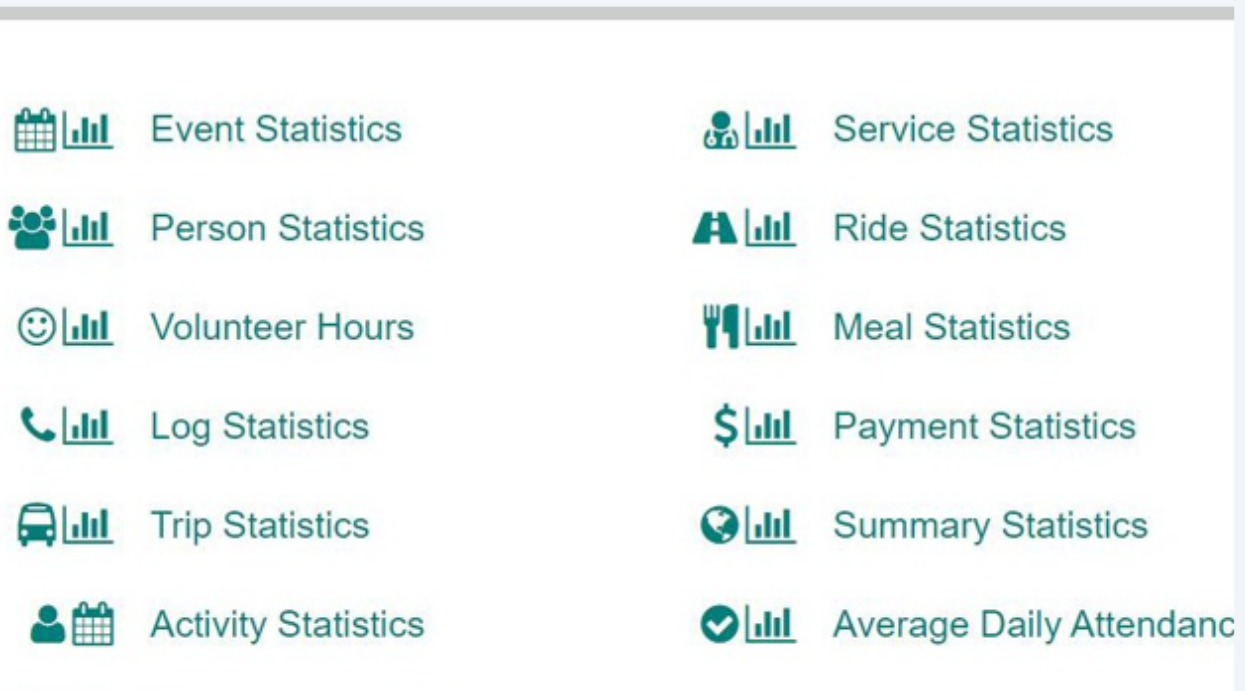 Event Statistics
Service Statistics
Person Statistics
Ride Statistics
Volunteer Hours
Meal Statistics
Log Statistics
Payment Statistics
Trip Statistics
Summary Statistics
Activity Statistics
Average Daily Attendanc